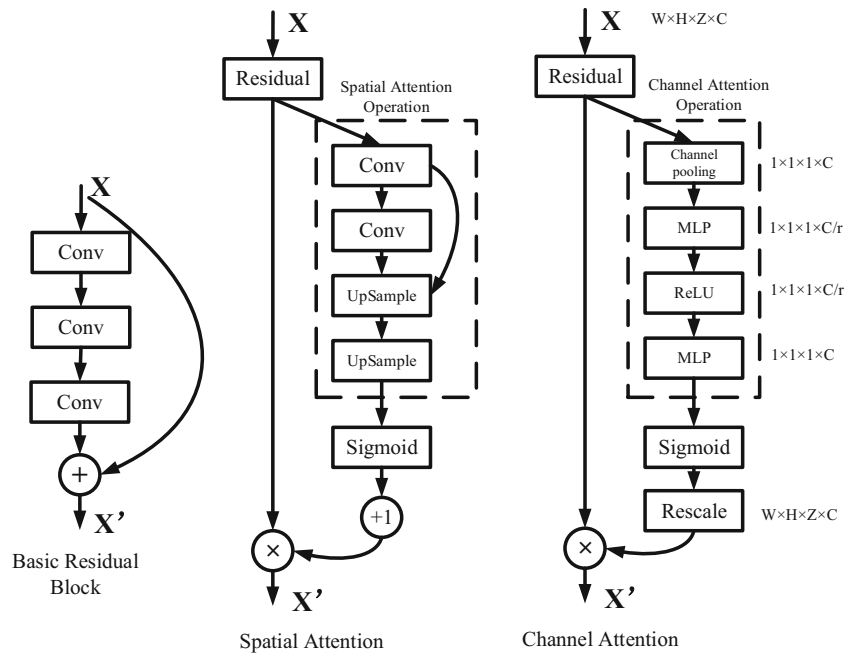 X
Conv
Conv
Conv
+
X’
Basic Residual
Block
X
Residual
Spatial Attention
Operation
Conv
Conv
UpSample
UpSample
Sigmoid
+1
×
X’
Spatial Attention
X
W×H×Z×C
Residual
Channel Attention
Operation
Channel
pooling
1×1×1×C
MLP
1×1×1×C/r
ReLU
1×1×1×C/r
MLP
1×1×1×C
Sigmoid
Rescale
W×H×Z×C
×
X’
Channel Attention